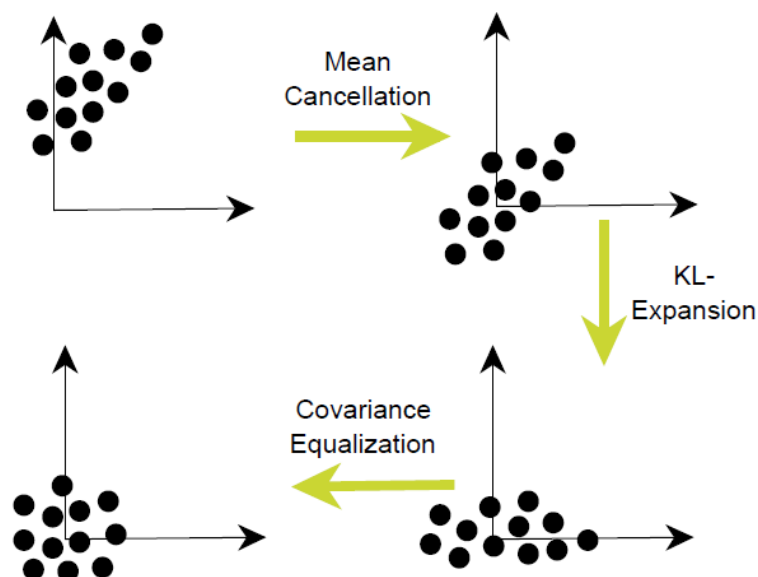 Mean
Cancellation
KL-
Expansion
Covariance
Equalization